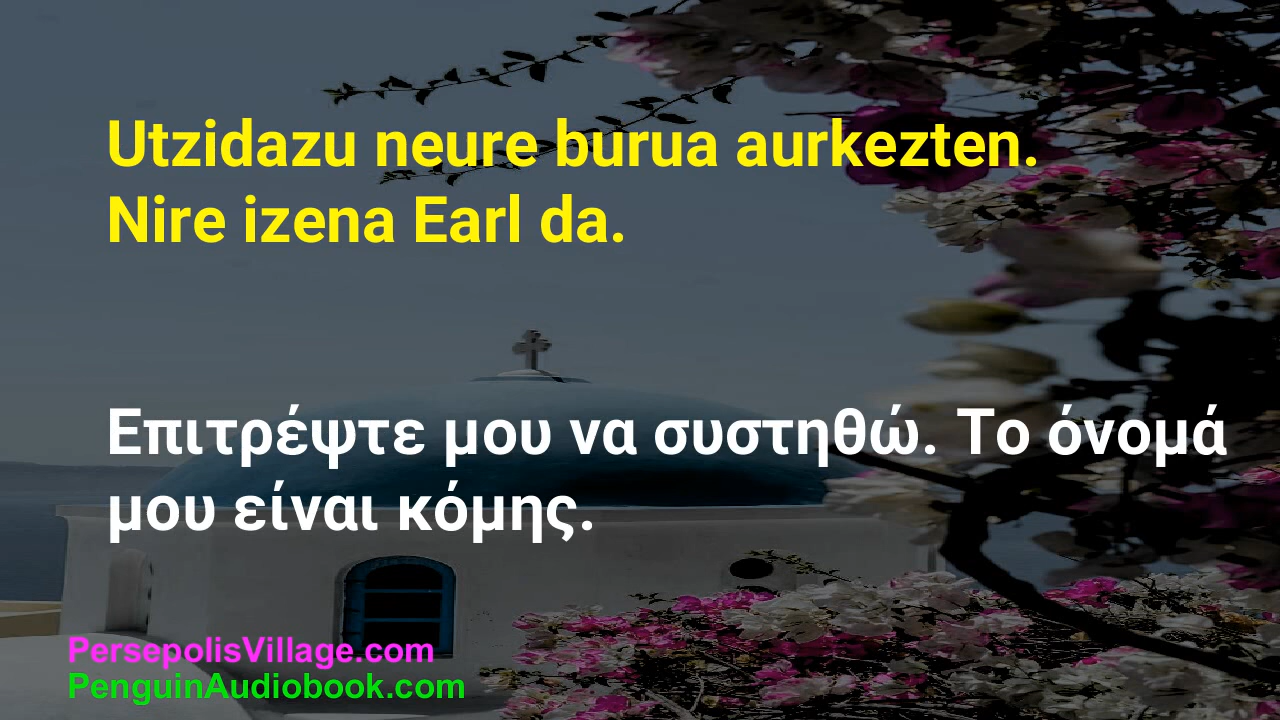 Utzidazu neure burua aurkezten.
Nire izena Earl da.
Επιτρέψτε μου να συστηθώ. Το όνομά
μου είναι κόμης.
PersepolisVillage.com
PenguinAudiobook.com